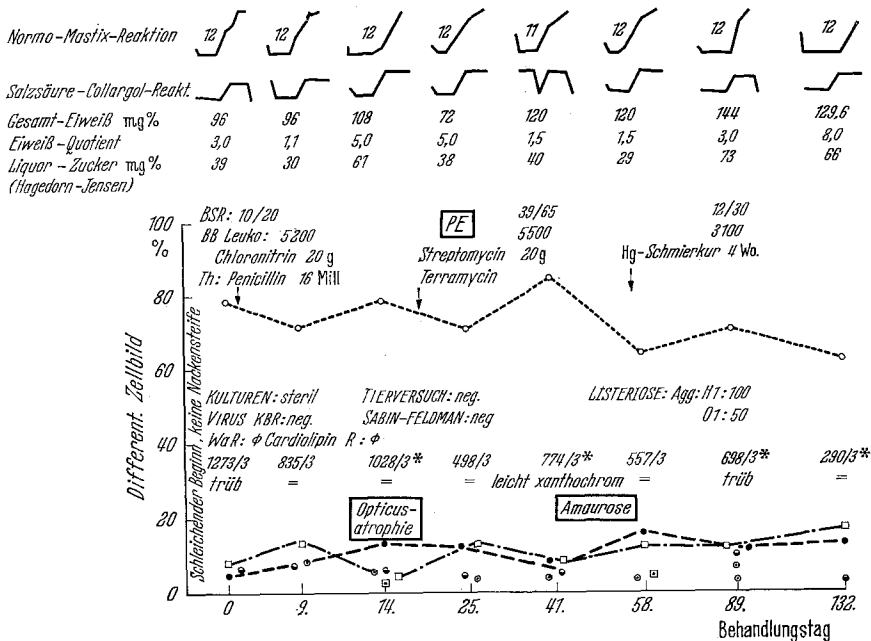 Normo-Mastix-Reaktion 12 12 12 12 11 12 12 12
Salzsäure-Collargol-Reakt.
Gesamt-Eiweiß mg% 96 96 108 72 120 120 144 129.6
Eiweiß-Quotient 3,0 1,1 5,0 5,0 1,5 1,5 3,0 8,0
Liquor-Zucker mg% 39 30 61 38 40 29 73 66
(Hagedorn-Jensen)
BSR: 10/20 PE 39/65 12/30
BB Leuko: 5200 5500 3100
Chloronitrin 20 g Streptomycin 20g Hg-Schmierkur 4 Wo.
Th: Penicillin 16 Mill Terramycin
100
%
80
60
40
20
0
Different. Zellbild
Schleichender Beginn, keine Nackensteife
KULTUREN: steril TIERVERSUCH: neg. LISTERIOSE: Agg: H1:100
VIRUS KBR: neg. SABIN-FELDMAN: neg O1:50
WaR: Φ Cardiolipin R: Φ
1273/3 835/3 1028/3* 498/3 774/3* 557/3 698/3* 290/3*
trüb = = = leicht xanthochrom = trüb =
Opticus-
atrophie
Amaurose
0 9. 14. 25. 41. 58. 89. 132.
Behandlungstag